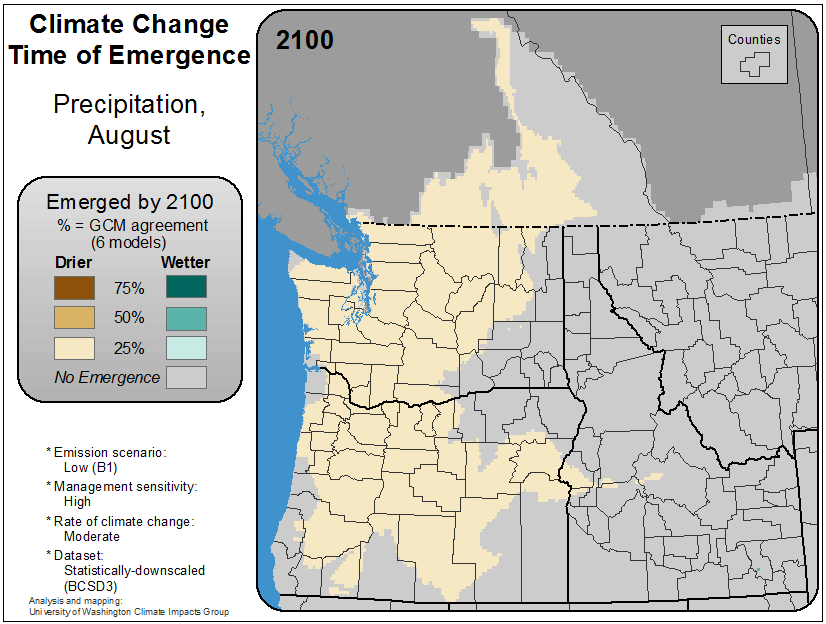 Climate Change
Time of Emergence
Precipitation,
August
Emerged by 2100
% = GCM agreement
(6 models)
Drier Wetter
75%
50%
25%
No Emergence
* Emission scenario:
Low (B1)
* Management sensitivity:
High
* Rate of climate change:
Moderate
* Dataset:
Statistically-downscaled
(BCSD3)
Analysis and mapping:
University of Washington Climate Impacts Group
2100
Counties